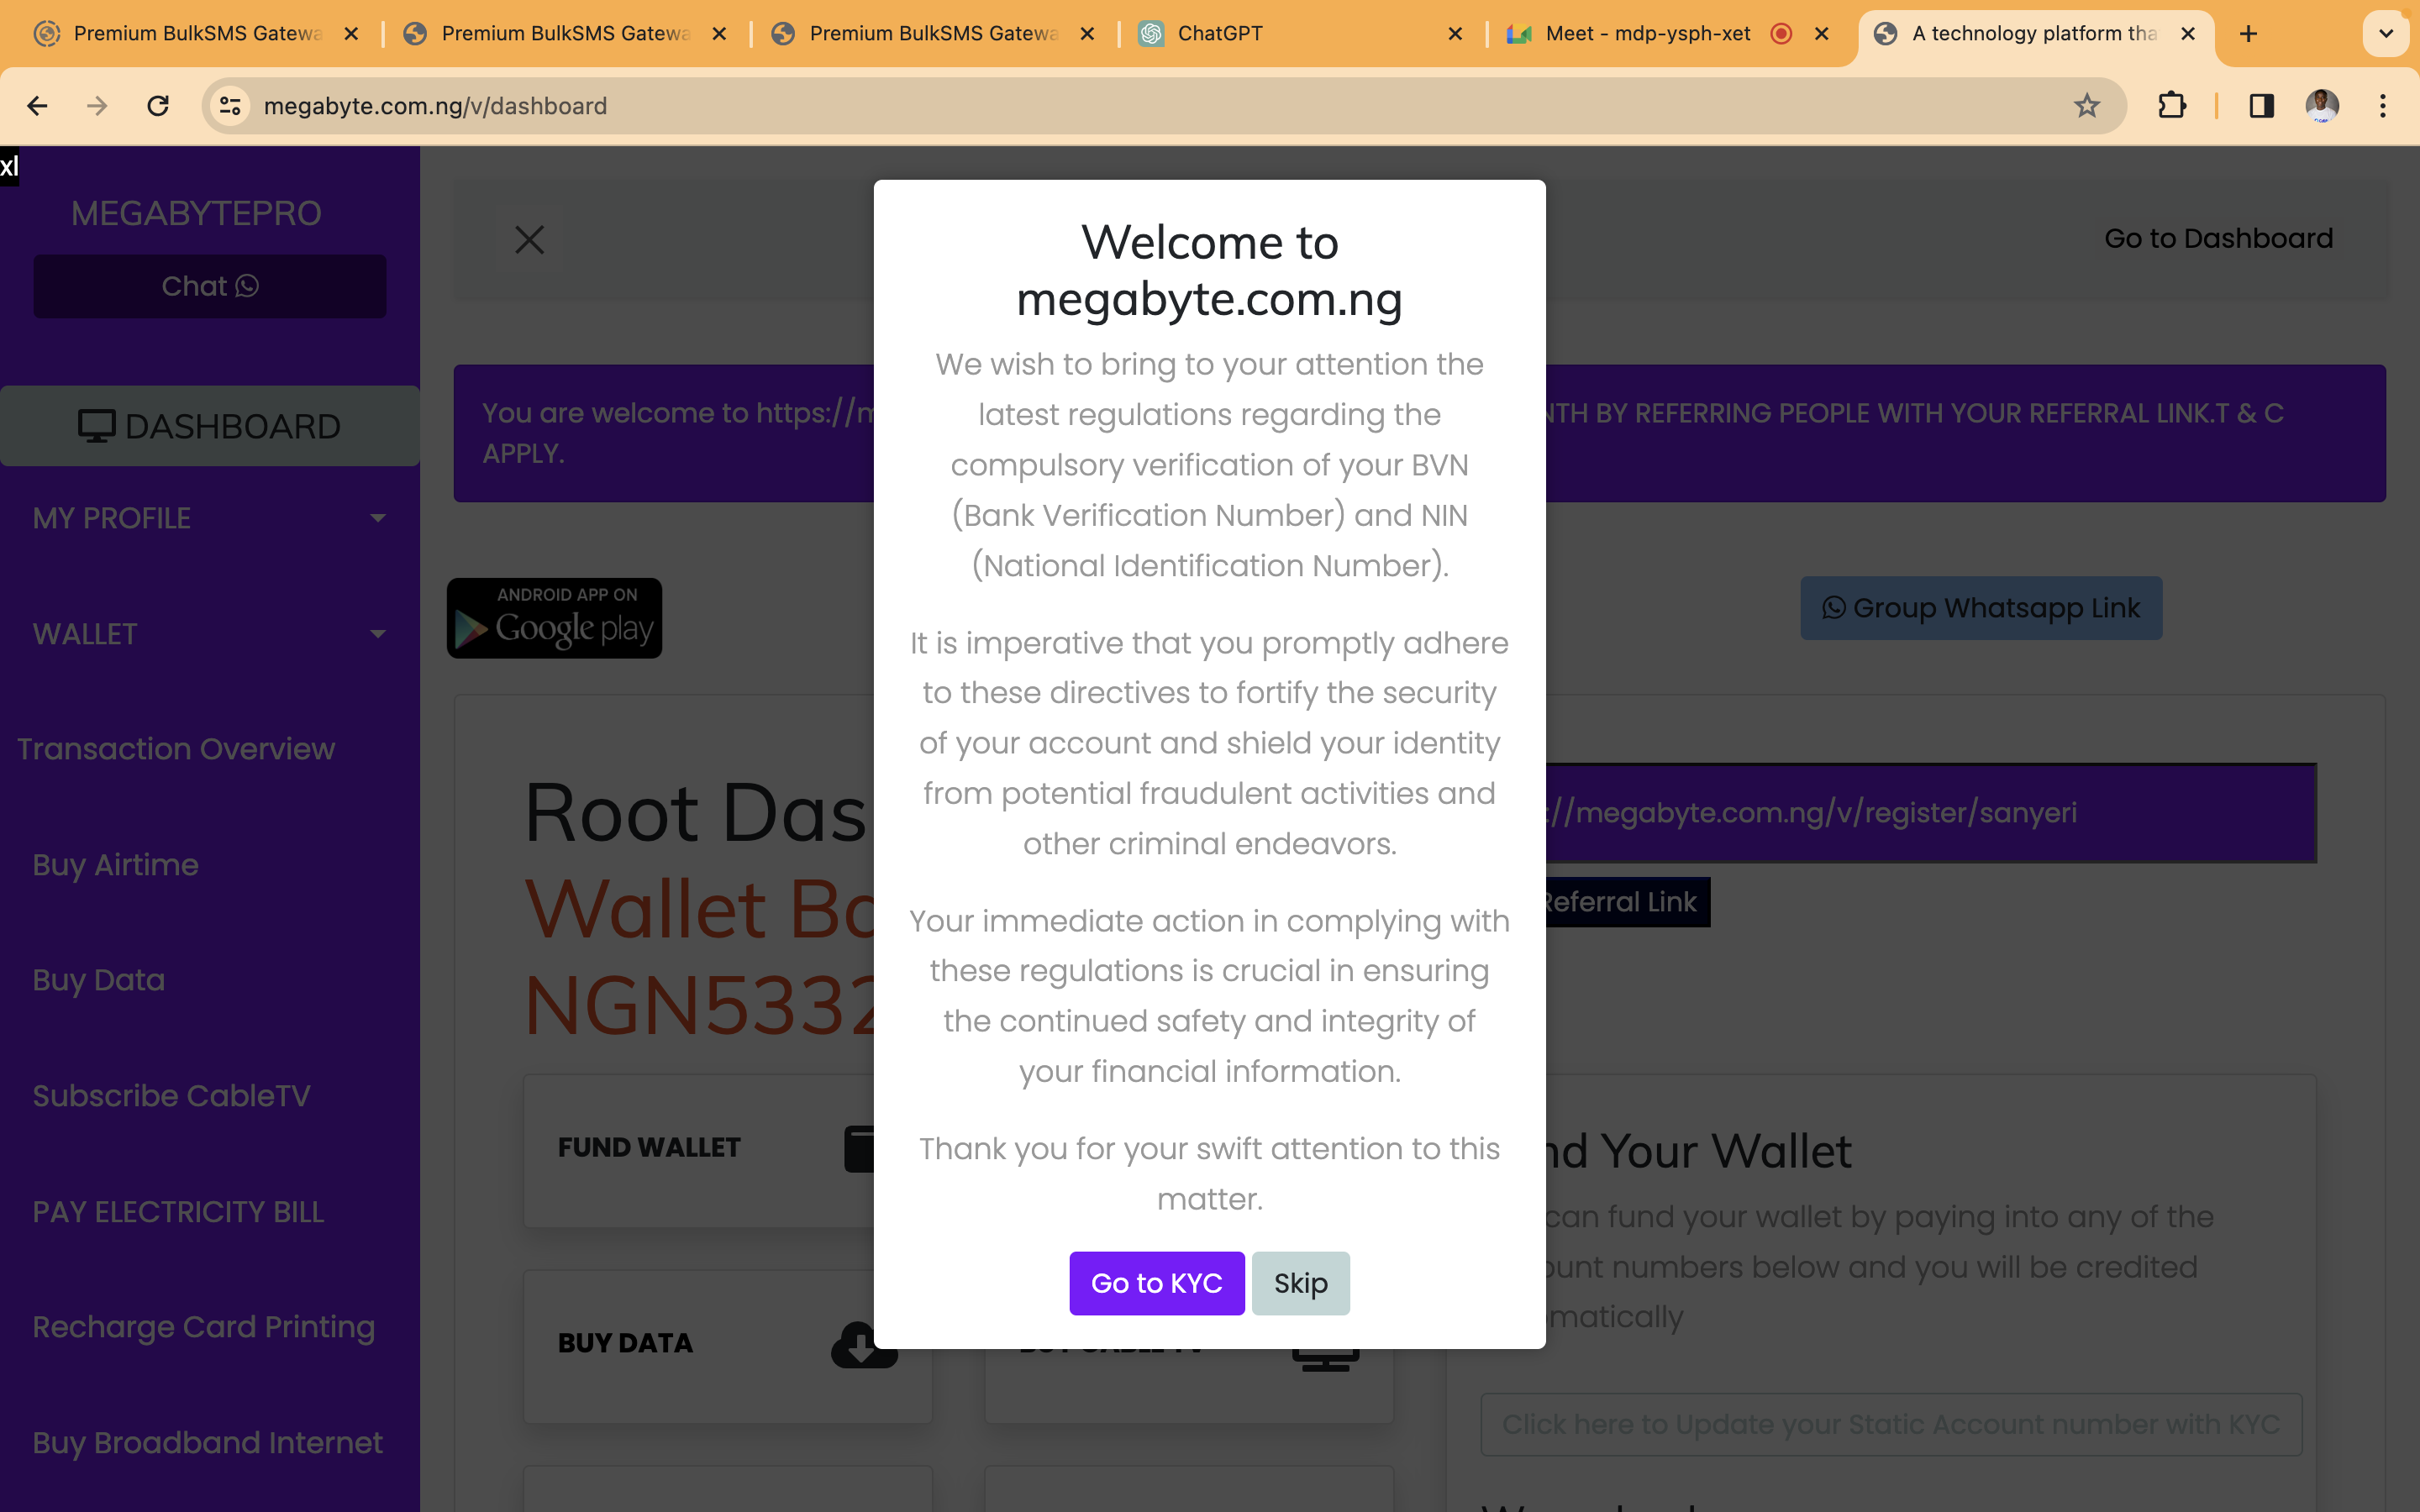 Premium BulkSMS Gatewa
Premium BulkSMS Gatewa
Premium BulkSMS Gatewa
ChatGPT
Meet - mdp-ysph-xet
A technology platform tha
megabyte.com.ng/v/dashboard
xl
MEGABYTEPRO
Chat
DASHBOARD
MY PROFILE
WALLET
Transaction Overview
Buy Airtime
Buy Data
Subscribe CableTV
PAY ELECTRICITY BILL
Recharge Card Printing
Buy Broadband Internet
Go to Dashboard
You are welcome to https://m
NTH BY REFERRING PEOPLE WITH YOUR REFERRAL LINK.T & C
APPLY.
ANDROID APP ON
Google play
Group Whatsapp Link
Root Das
Wallet Ba
NGN5332
://megabyte.com.ng/v/register/sanyeri
Referral Link
FUND WALLET
BUY DATA
nd Your Wallet
can fund your wallet by paying into any of the
ount numbers below and you will be credited
matically
Click here to Update your Static Account number with KYC
Welcome to
megabyte.com.ng
We wish to bring to your attention the
latest regulations regarding the
compulsory verification of your BVN
(Bank Verification Number) and NIN
(National Identification Number).
It is imperative that you promptly adhere
to these directives to fortify the security
of your account and shield your identity
from potential fraudulent activities and
other criminal endeavors.
Your immediate action in complying with
these regulations is crucial in ensuring
the continued safety and integrity of
your financial information.
Thank you for your swift attention to this
matter.
Go to KYC
Skip